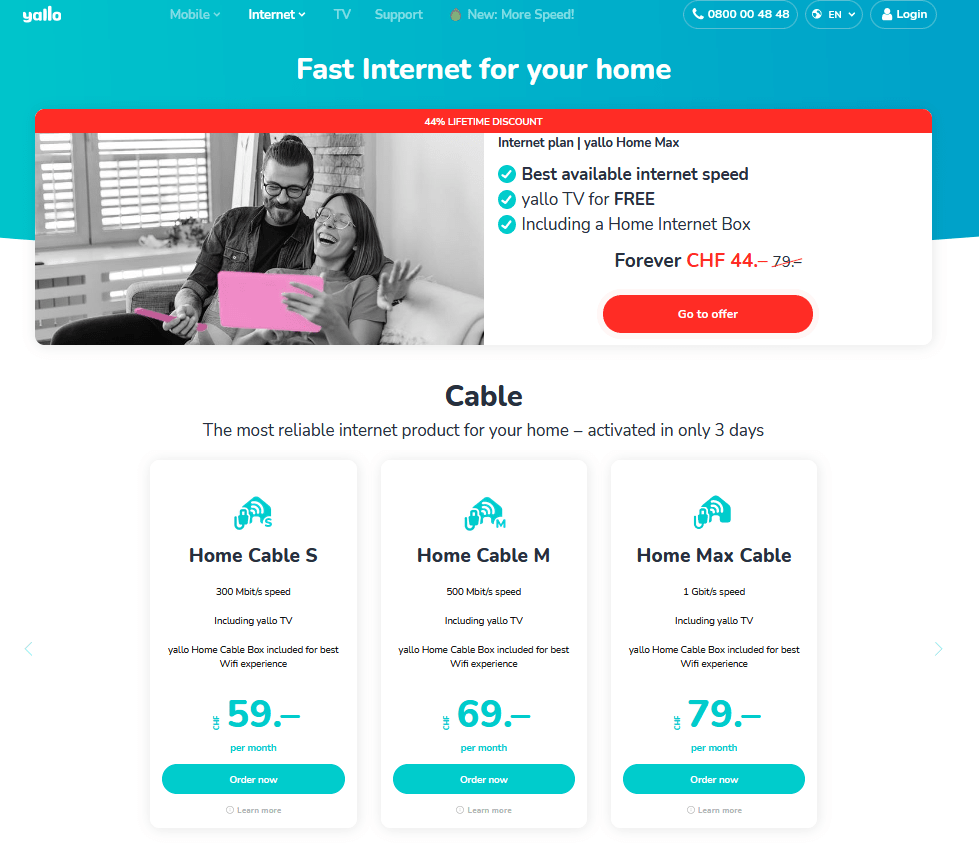 yallo
Mobile
Internet
TV
Support
New: More Speed!
0800 00 48 48
EN
Login
Fast Internet for your home
44% LIFETIME DISCOUNT
Internet plan | yallo Home Max
Best available internet speed
yallo TV for FREE
Including a Home Internet Box
Forever CHF 44.– 79.–
Go to offer
Cable
The most reliable internet product for your home – activated in only 3 days
S
Home Cable S
300 Mbit/s speed
Including yallo TV
yallo Home Cable Box included for best
Wifi experience
CHF 59.–
per month
Order now
Learn more
M
Home Cable M
500 Mbit/s speed
Including yallo TV
yallo Home Cable Box included for best
Wifi experience
CHF 69.–
per month
Order now
Learn more
Home Max Cable
1 Gbit/s speed
Including yallo TV
yallo Home Cable Box included for best
Wifi experience
CHF 79.–
per month
Order now
Learn more